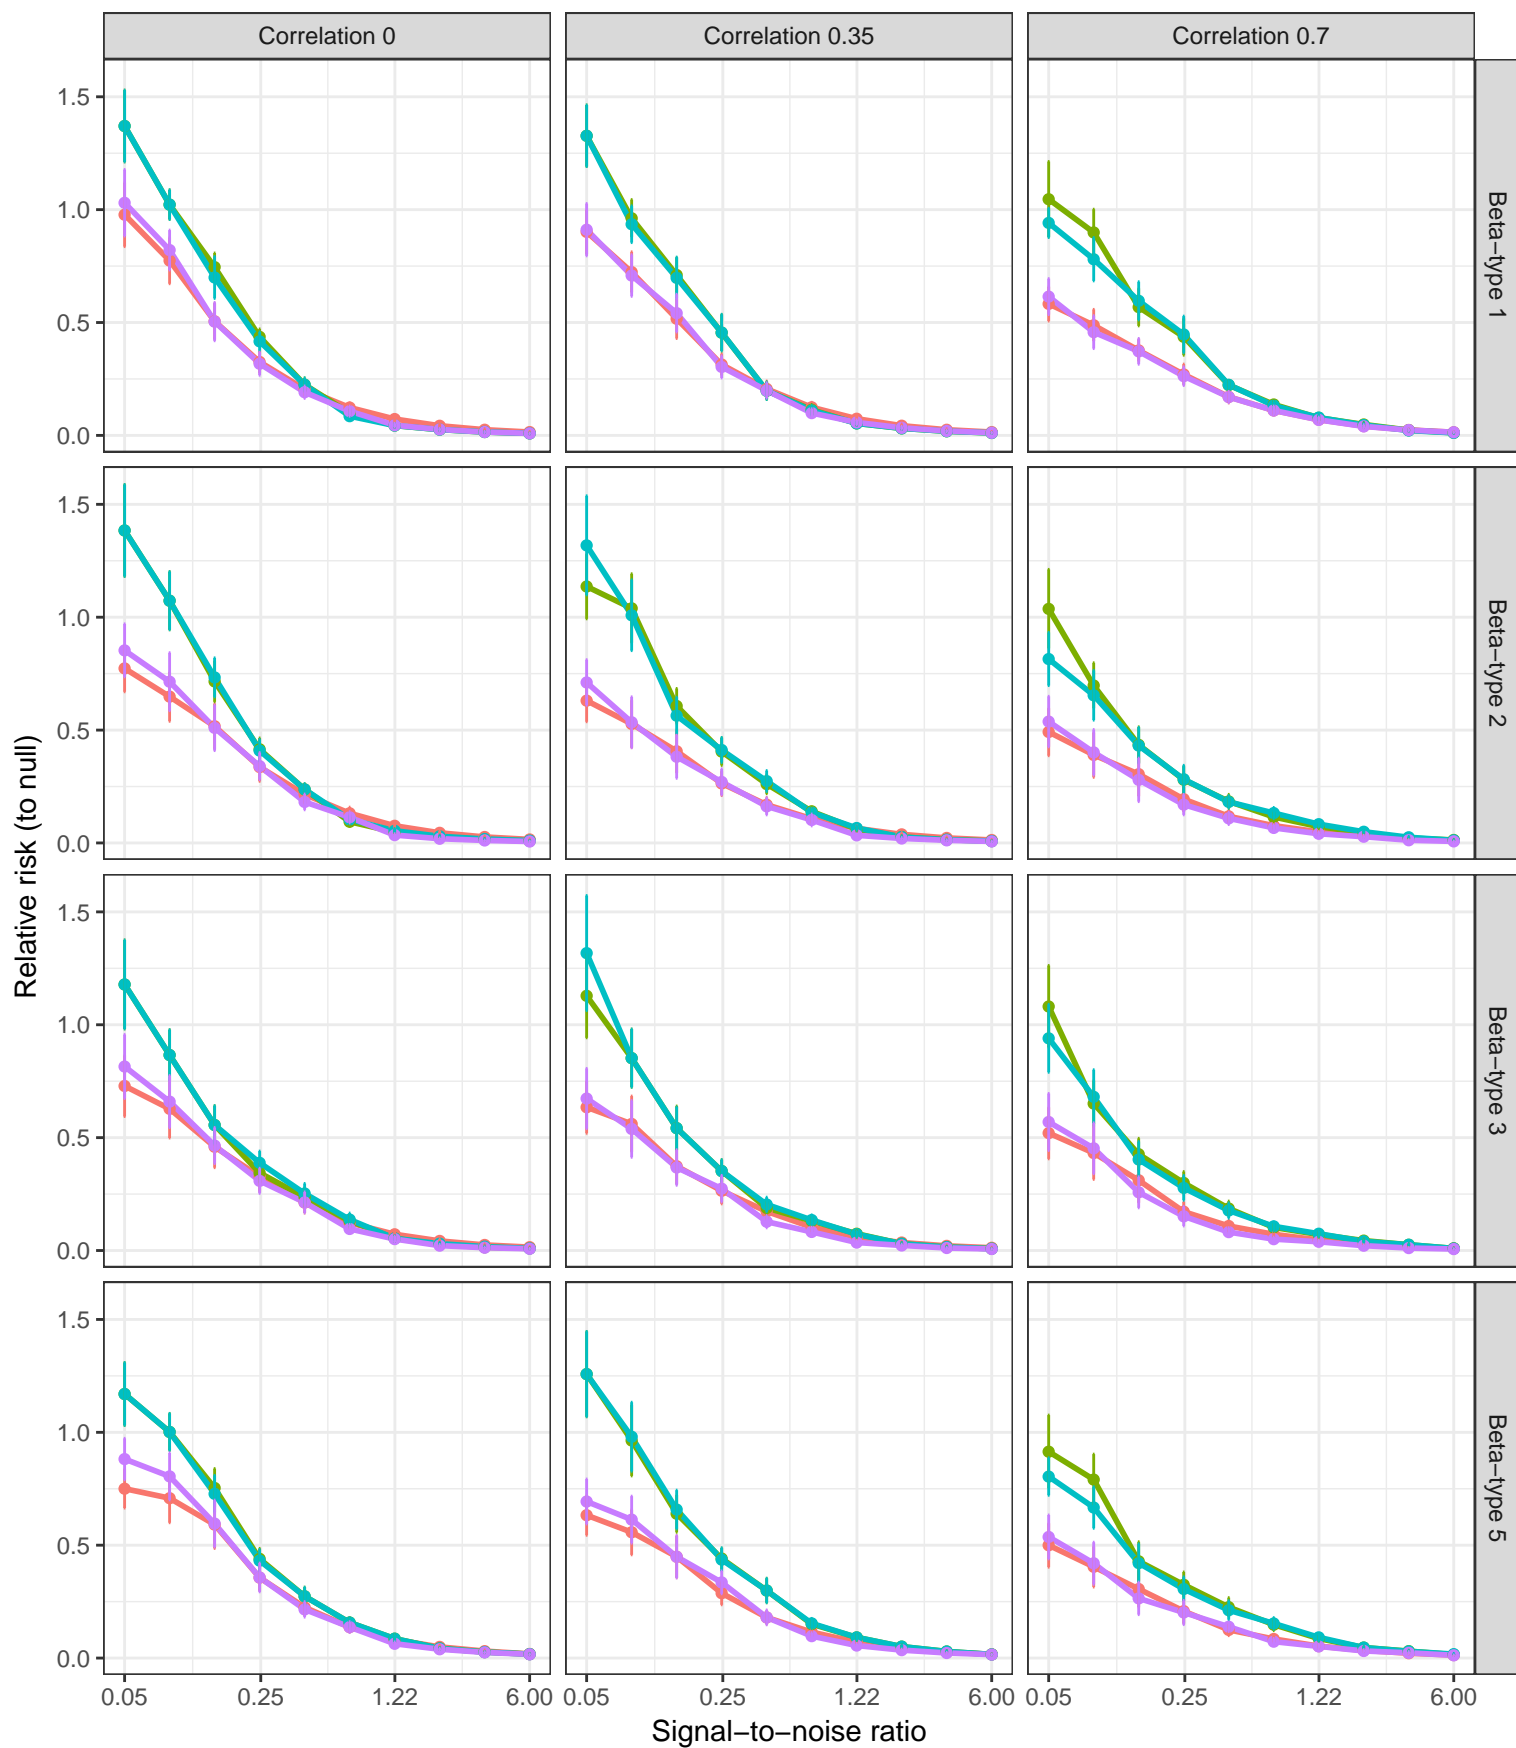 Correlation 0
Correlation 0.35
Correlation 0.7
1.5
1.0
0.5
0.0
Beta−type 1
1.5
1.0
0.5
0.0
Beta−type 2
Relative risk (to null)
1.5
1.0
0.5
0.0
Beta−type 3
1.5
1.0
0.5
0.0
Beta−type 5
0.05 0.25 1.22 6.00
0.05 0.25 1.22 6.00
0.05 0.25 1.22 6.00
Signal−to−noise ratio